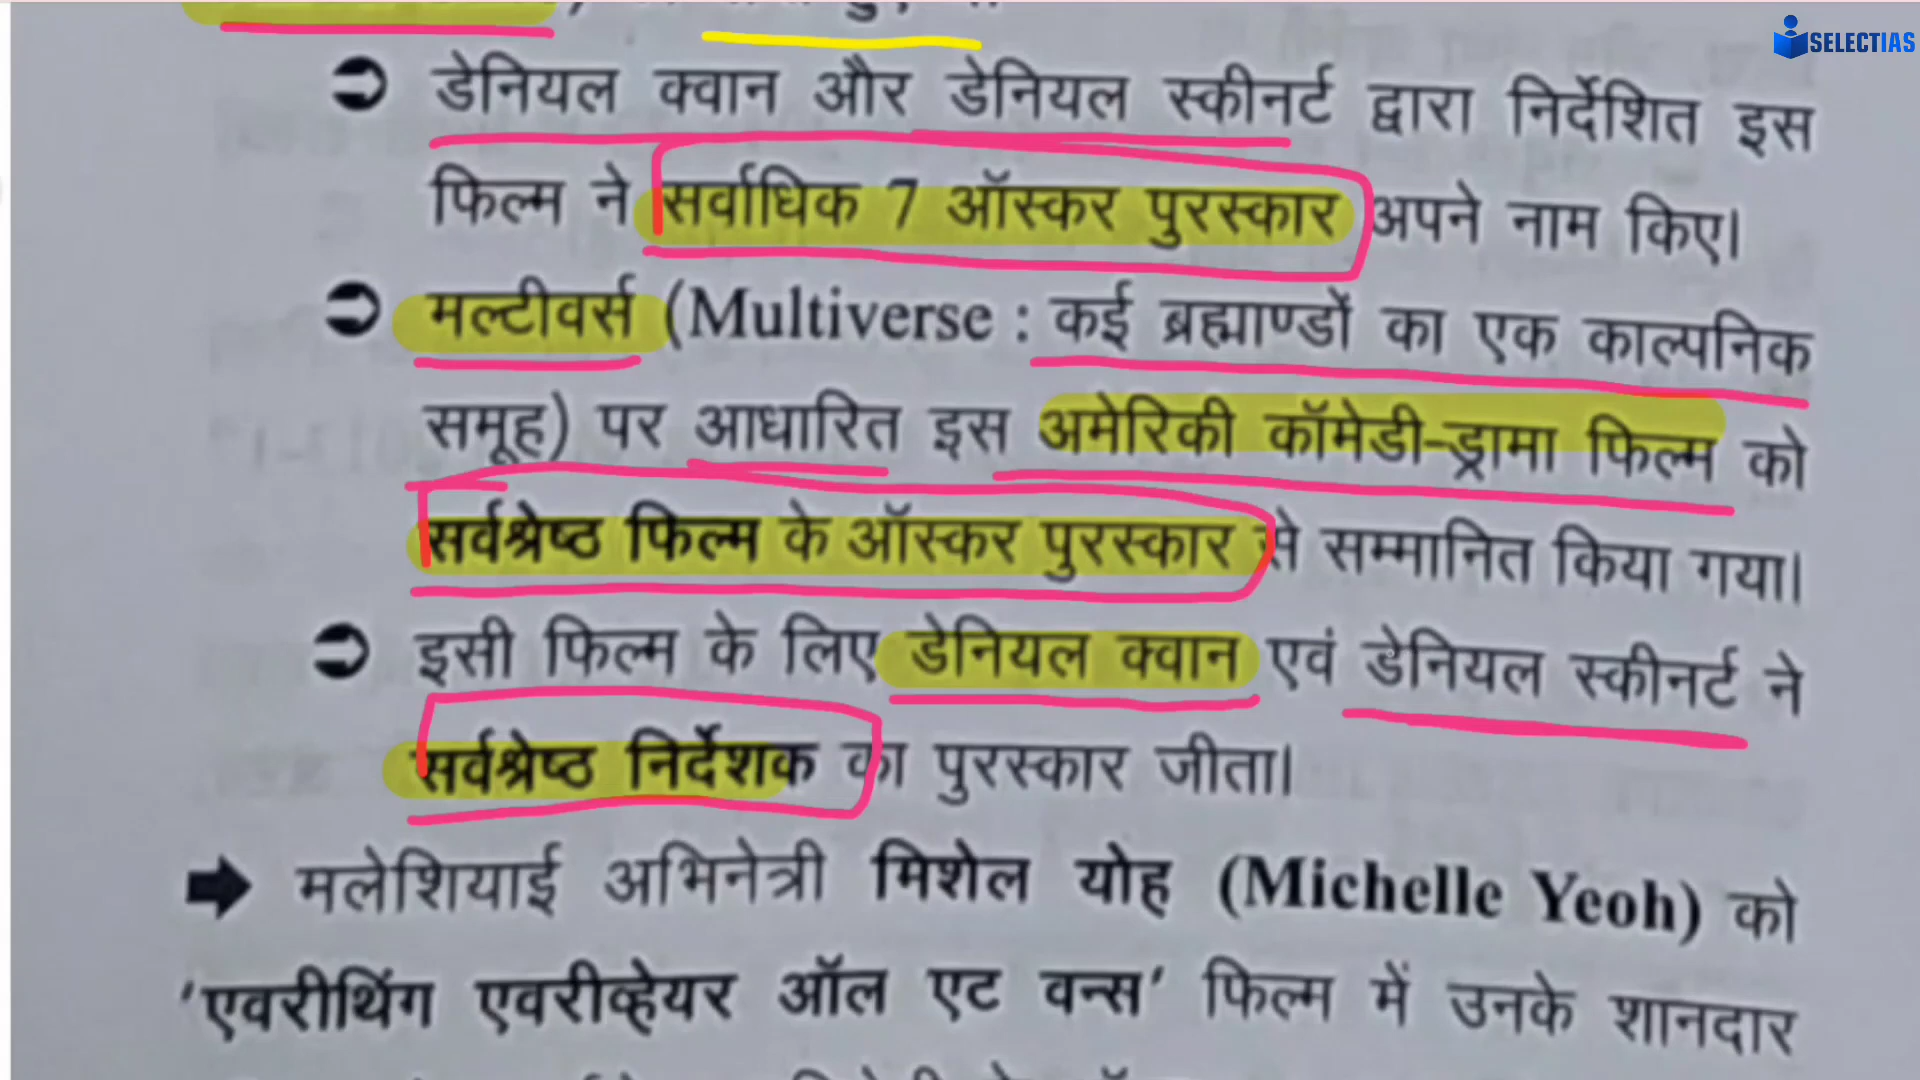 SELECTIAS
डेनियल क्वान और डेनियल स्कीनर्ट द्वारा निर्देशित इस
फिल्म ने सर्वाधिक 7 ऑस्कर पुरस्कार अपने नाम किए।
मल्टीवर्स (Multiverse : कई ब्रह्माण्डों का एक काल्पनिक
समूह) पर आधारित इस अमेरिकी कॉमेडी-ड्रामा फिल्म को
सर्वश्रेष्ठ फिल्म के ऑस्कर पुरस्कार से सम्मानित किया गया।
इसी फिल्म के लिए डेनियल क्वान एवं डेनियल स्कीनर्ट ने
सर्वश्रेष्ठ निर्देशक का पुरस्कार जीता।
मलेशियाई अभिनेत्री मिशेल योह (Michelle Yeoh) को
'एवरीथिंग एवरीव्हेयर ऑल एट वन्स' फिल्म में उनके शानदार